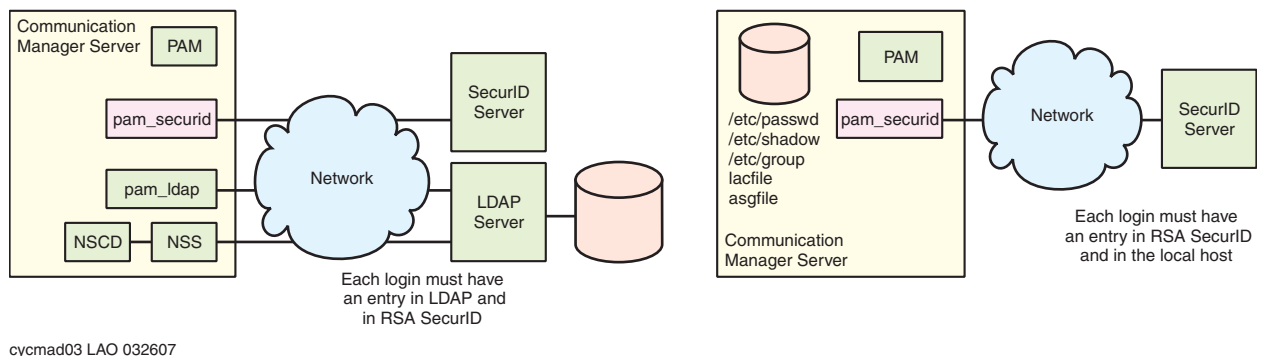 Communication
Manager Server
PAM
pam_securid
pam_ldap
NSCD
NSS
Network
SecurID
Server
LDAP
Server
Each login must have
an entry in LDAP and
in RSA SecurID
cycmad03 LAO 032607
PAM
/etc/passwd
/etc/shadow
/etc/group
lacfile
asgfile
pam_securid
Communication
Manager Server
Network
SecurID
Server
Each login must have
an entry in RSA SecurID
and in the local host